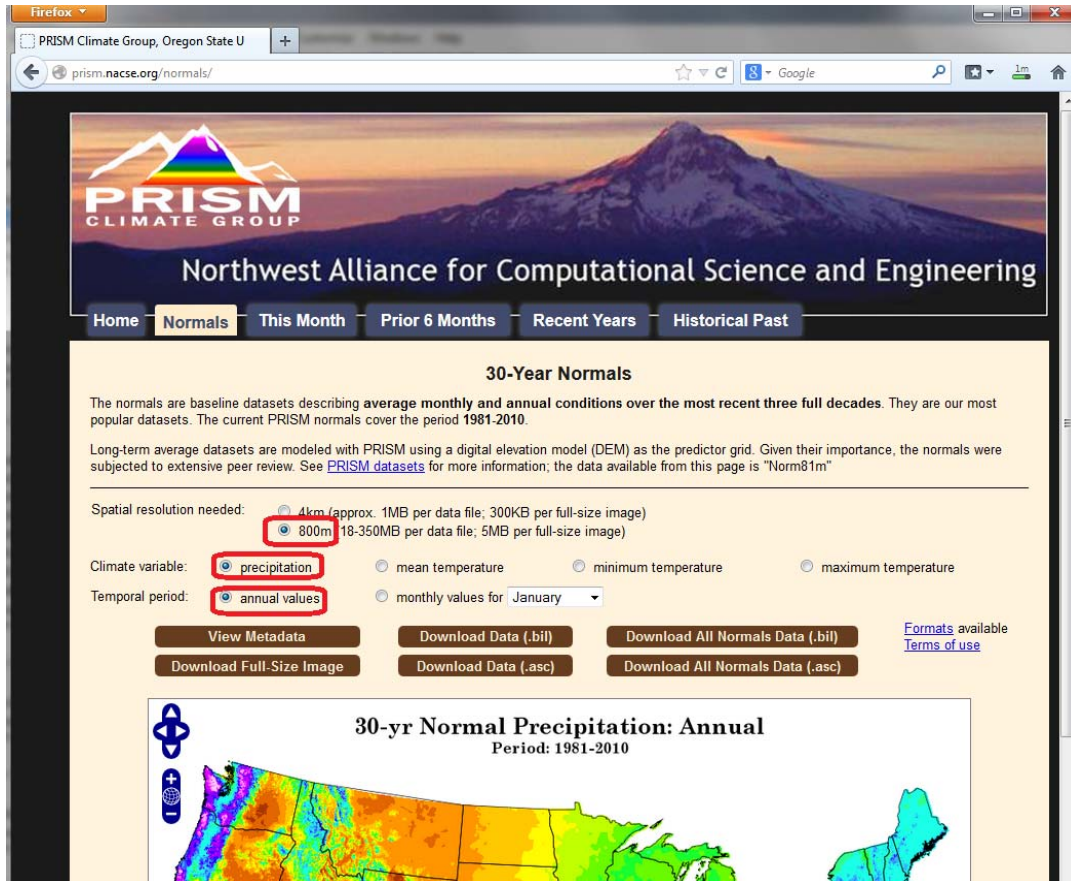 Firefox
PRISM Climate Group, Oregon State U
+
prism.nacse.org/normals/
Google
1m
PRISM
CLIMATE GROUP
Northwest Alliance for Computational Science and Engineering
Home Normals This Month Prior 6 Months Recent Years Historical Past
30-Year Normals
The normals are baseline datasets describing average monthly and annual conditions over the most recent three full decades. They are our most
popular datasets. The current PRISM normals cover the period 1981-2010.
Long-term average datasets are modeled with PRISM using a digital elevation model (DEM) as the predictor grid. Given their importance, the normals were
subjected to extensive peer review. See PRISM datasets for more information; the data available from this page is "Norm81m"
Spatial resolution needed: 4km (approx. 1MB per data file; 300KB per full-size image)
800m (18-350MB per data file; 5MB per full-size image)
Climate variable: precipitation mean temperature minimum temperature maximum temperature
Temporal period: annual values monthly values for January
View Metadata Download Data (.bil) Download All Normals Data (.bil) Formats available
Terms of use
Download Full-Size Image Download Data (.asc) Download All Normals Data (.asc)
30-yr Normal Precipitation: Annual
Period: 1981-2010